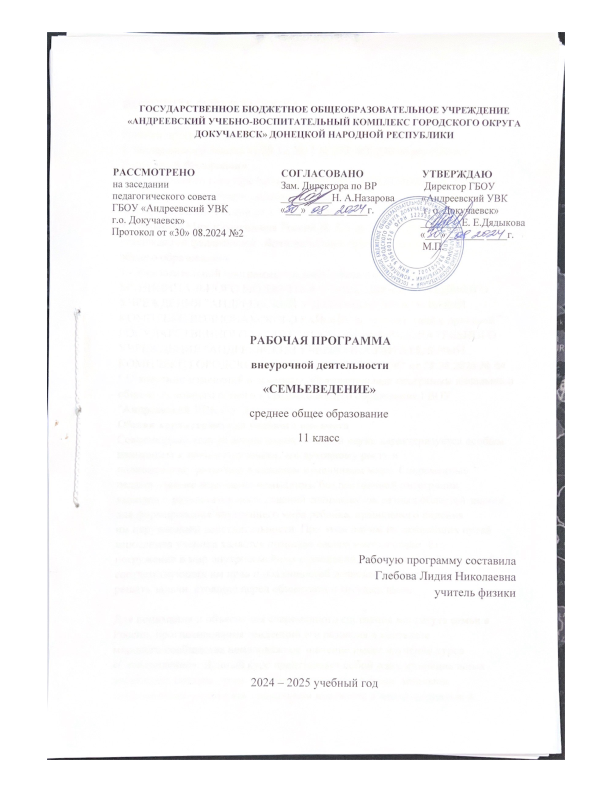 ГОСУДАРСТВЕННОЕ БЮДЖЕТНОЕ ОБЩЕОБРАЗОВАТЕЛЬНОЕ УЧРЕЖДЕНИЕ
«АНДРЕЕВСКИЙ УЧЕБНО-ВОСПИТАТЕЛЬНЫЙ КОМПЛЕКС ГОРОДСКОГО ОКРУГА
ДОКУЧАЕВСК» ДОНЕЦКОЙ НАРОДНОЙ РЕСПУБЛИКИ
РАССМОТРЕНО
на заседании
педагогического совета
ГБОУ «Андреевский УВК
г.о. Докучаевск»
Протокол от «30» 08.2024 №2
СОГЛАСОВАНО
Зам. Директора по ВР
Н. А.Назарова
«30» 08 2024 г.
УТВЕРЖДАЮ
Директор ГБОУ
«Андреевский УВК
г. о. Докучаевск»
Е. Е.Дядыкова
«30» 08 2024 г.
М.П.
РАБОЧАЯ ПРОГРАММА
внеурочной деятельности
«СЕМЬЕВЕДЕНИЕ»
среднее общее образование
11 класс
Рабочую программу составила
Глебова Лидия Николаевна
учитель физики
2024 – 2025 учебный год